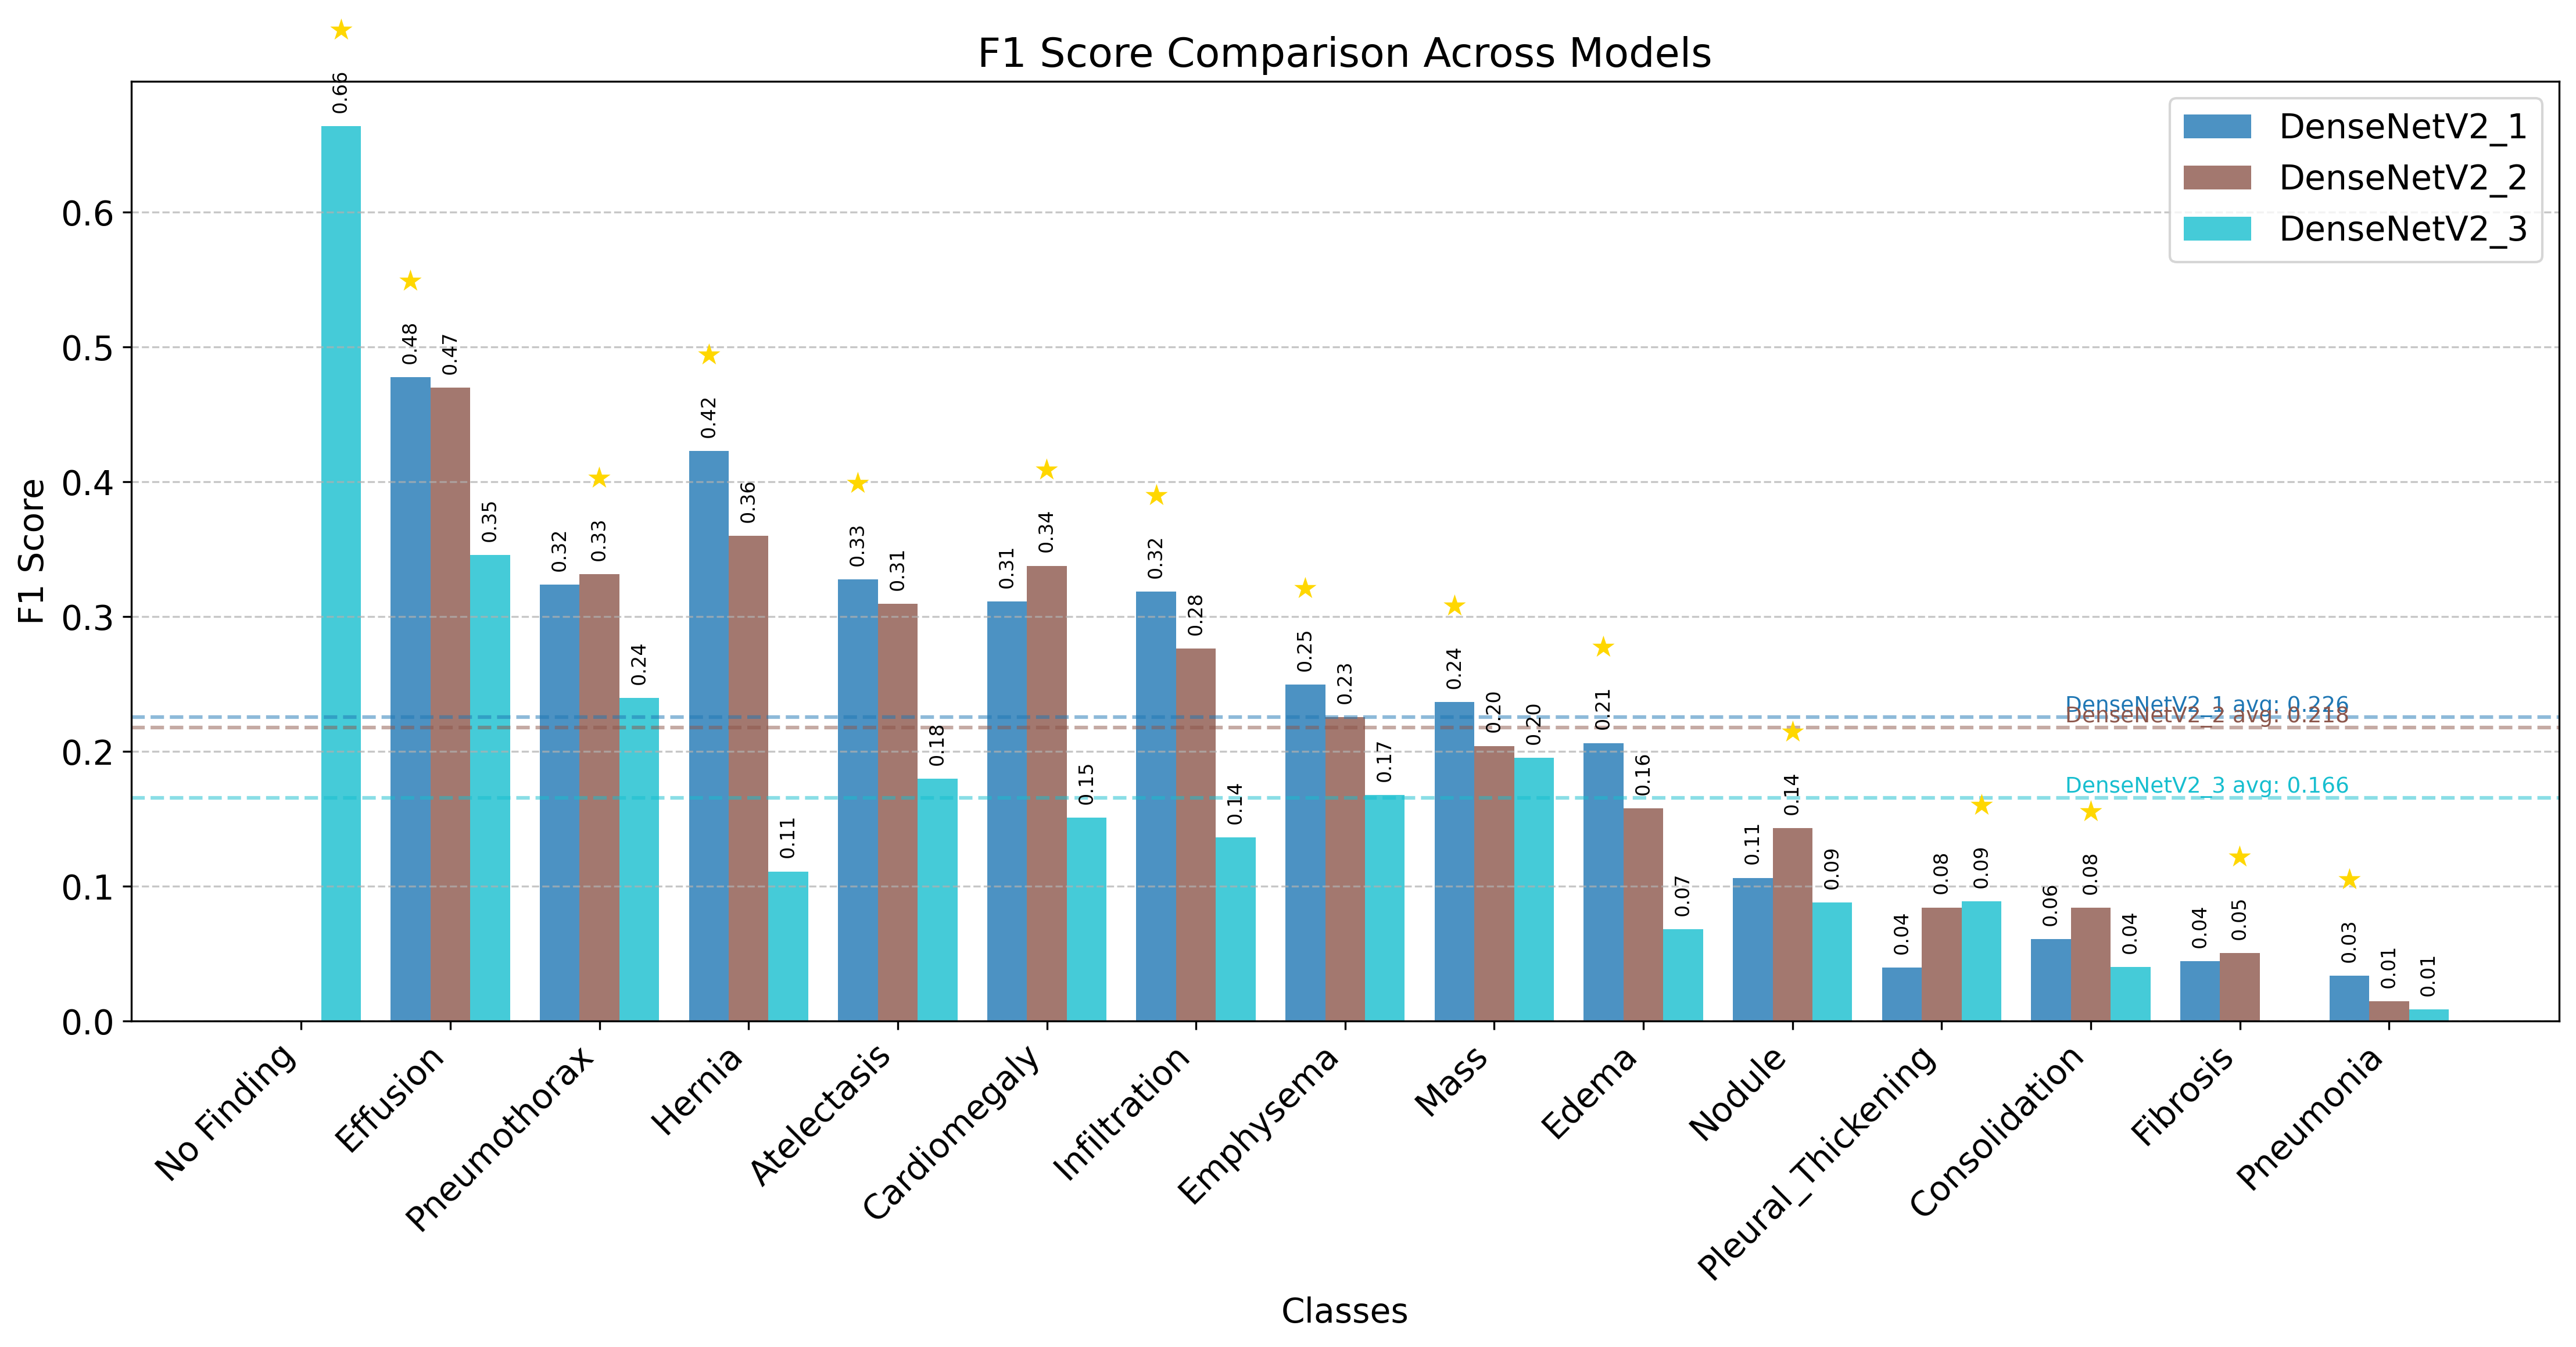 F1 Score Comparison Across Models
DenseNetV2_1
DenseNetV2_2
DenseNetV2_3
F1 Score
0.6
0.5
0.4
0.3
0.2
0.1
0.0
0.66
0.48
0.47
0.35
0.32
0.33
0.24
0.42
0.36
0.11
0.33
0.31
0.18
0.31
0.34
0.15
0.32
0.28
0.14
0.25
0.23
0.17
0.24
0.20
0.20
0.21
0.16
0.07
0.11
0.14
0.09
0.04
0.08
0.09
0.06
0.08
0.04
0.04
0.05
0.03
0.01
0.01
DenseNetV2_1 avg: 0.226
DenseNetV2_2 avg: 0.218
DenseNetV2_3 avg: 0.166
No Finding
Effusion
Pneumothorax
Hernia
Atelectasis
Cardiomegaly
Infiltration
Emphysema
Mass
Edema
Nodule
Pleural_Thickening
Consolidation
Fibrosis
Pneumonia
Classes